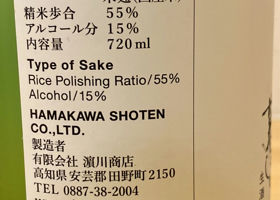 精米歩合 55%
アルコール分 15%
内容量 720ml
Type of Sake
Rice Polishing Ratio/55%
Alcohol/15%
HAMAKAWA SHOTEN
CO.,LTD.
製造者
有限会社 濵川商店
高知県安芸郡田野町2150
TEL 0887-38-2004